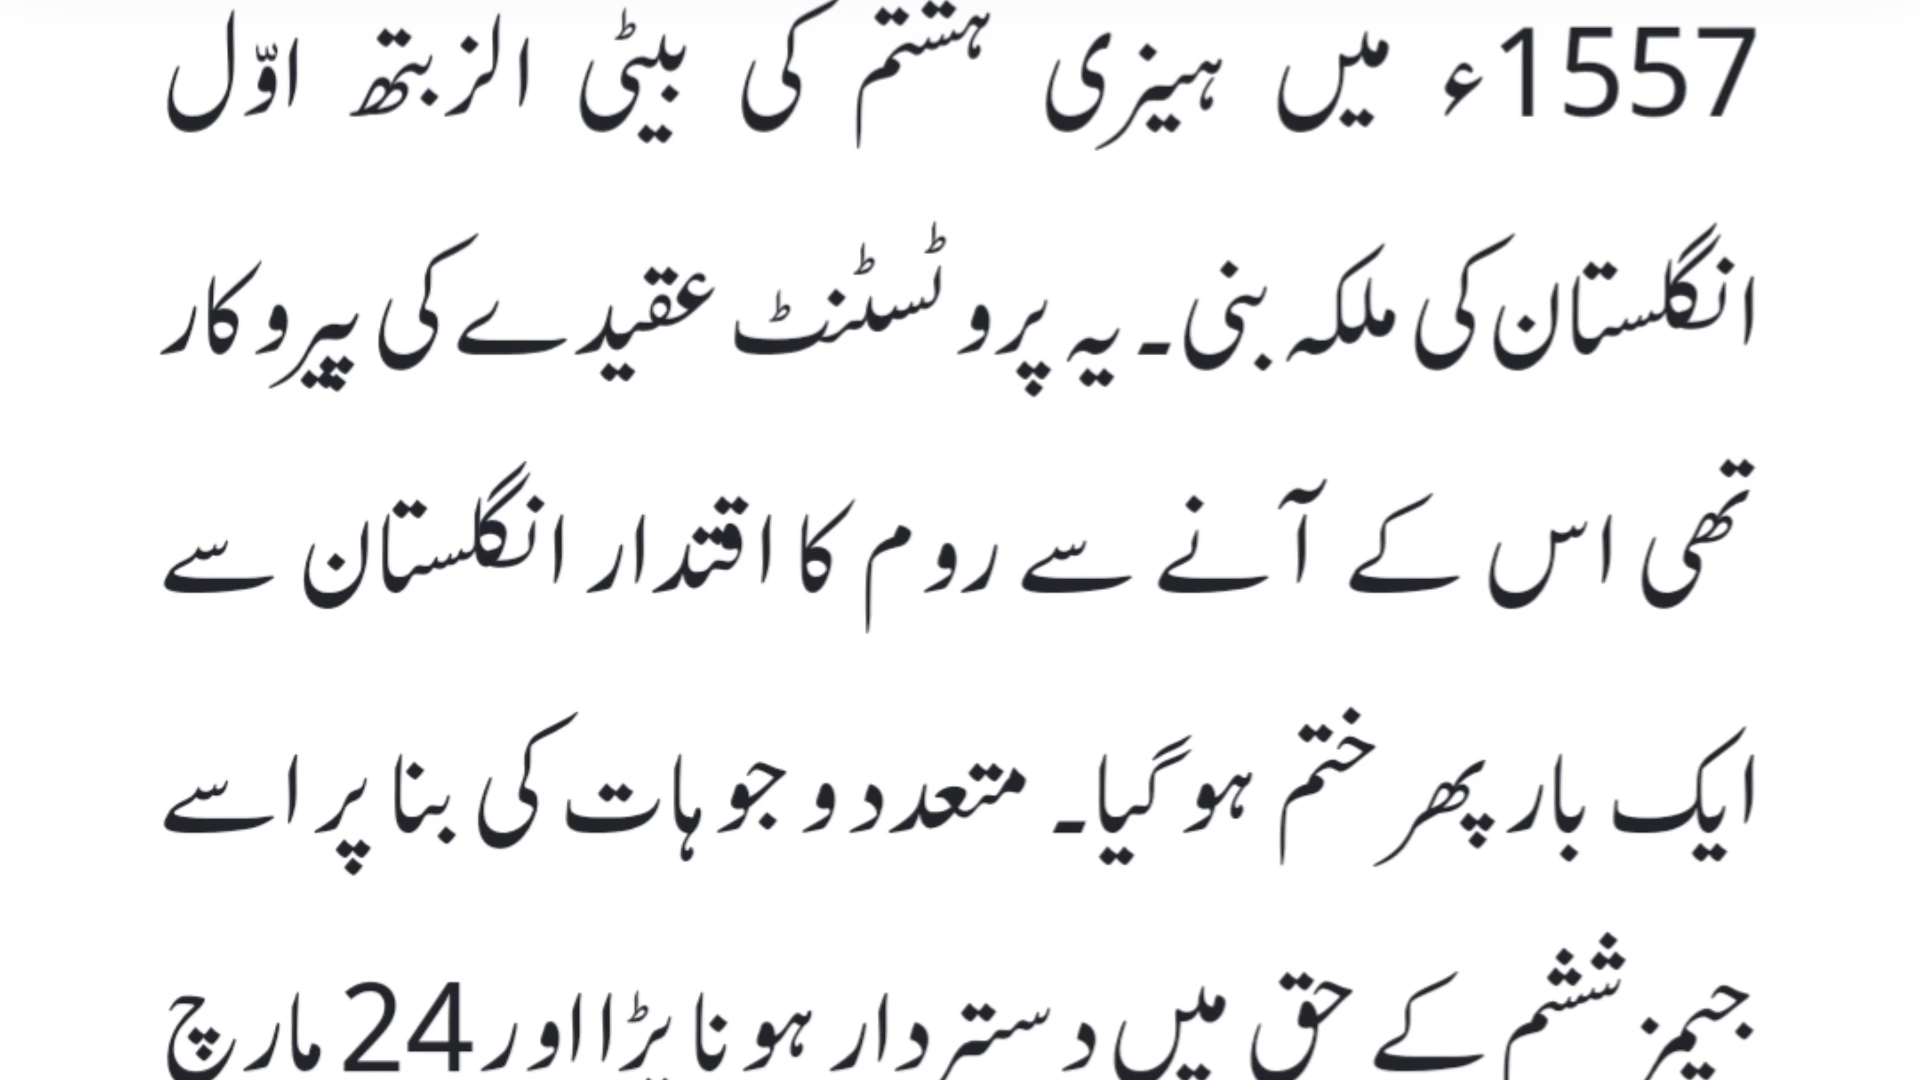 1557ء میں ہینری ہشتم کی بیٹی الزبتھ اوّل
انگلستان کی ملکہ بنی۔ یہ پروٹسٹنٹ عقیدے کی پیروکار
تھی اس کے آنے سے روم کا اقتدار انگلستان سے
ایک بار پھر ختم ہوگیا۔ متعدد وجوہات کی بنا پر اسے
جیمز ششم کے حق میں دستردار ہونا پڑا اور 24 مارچ